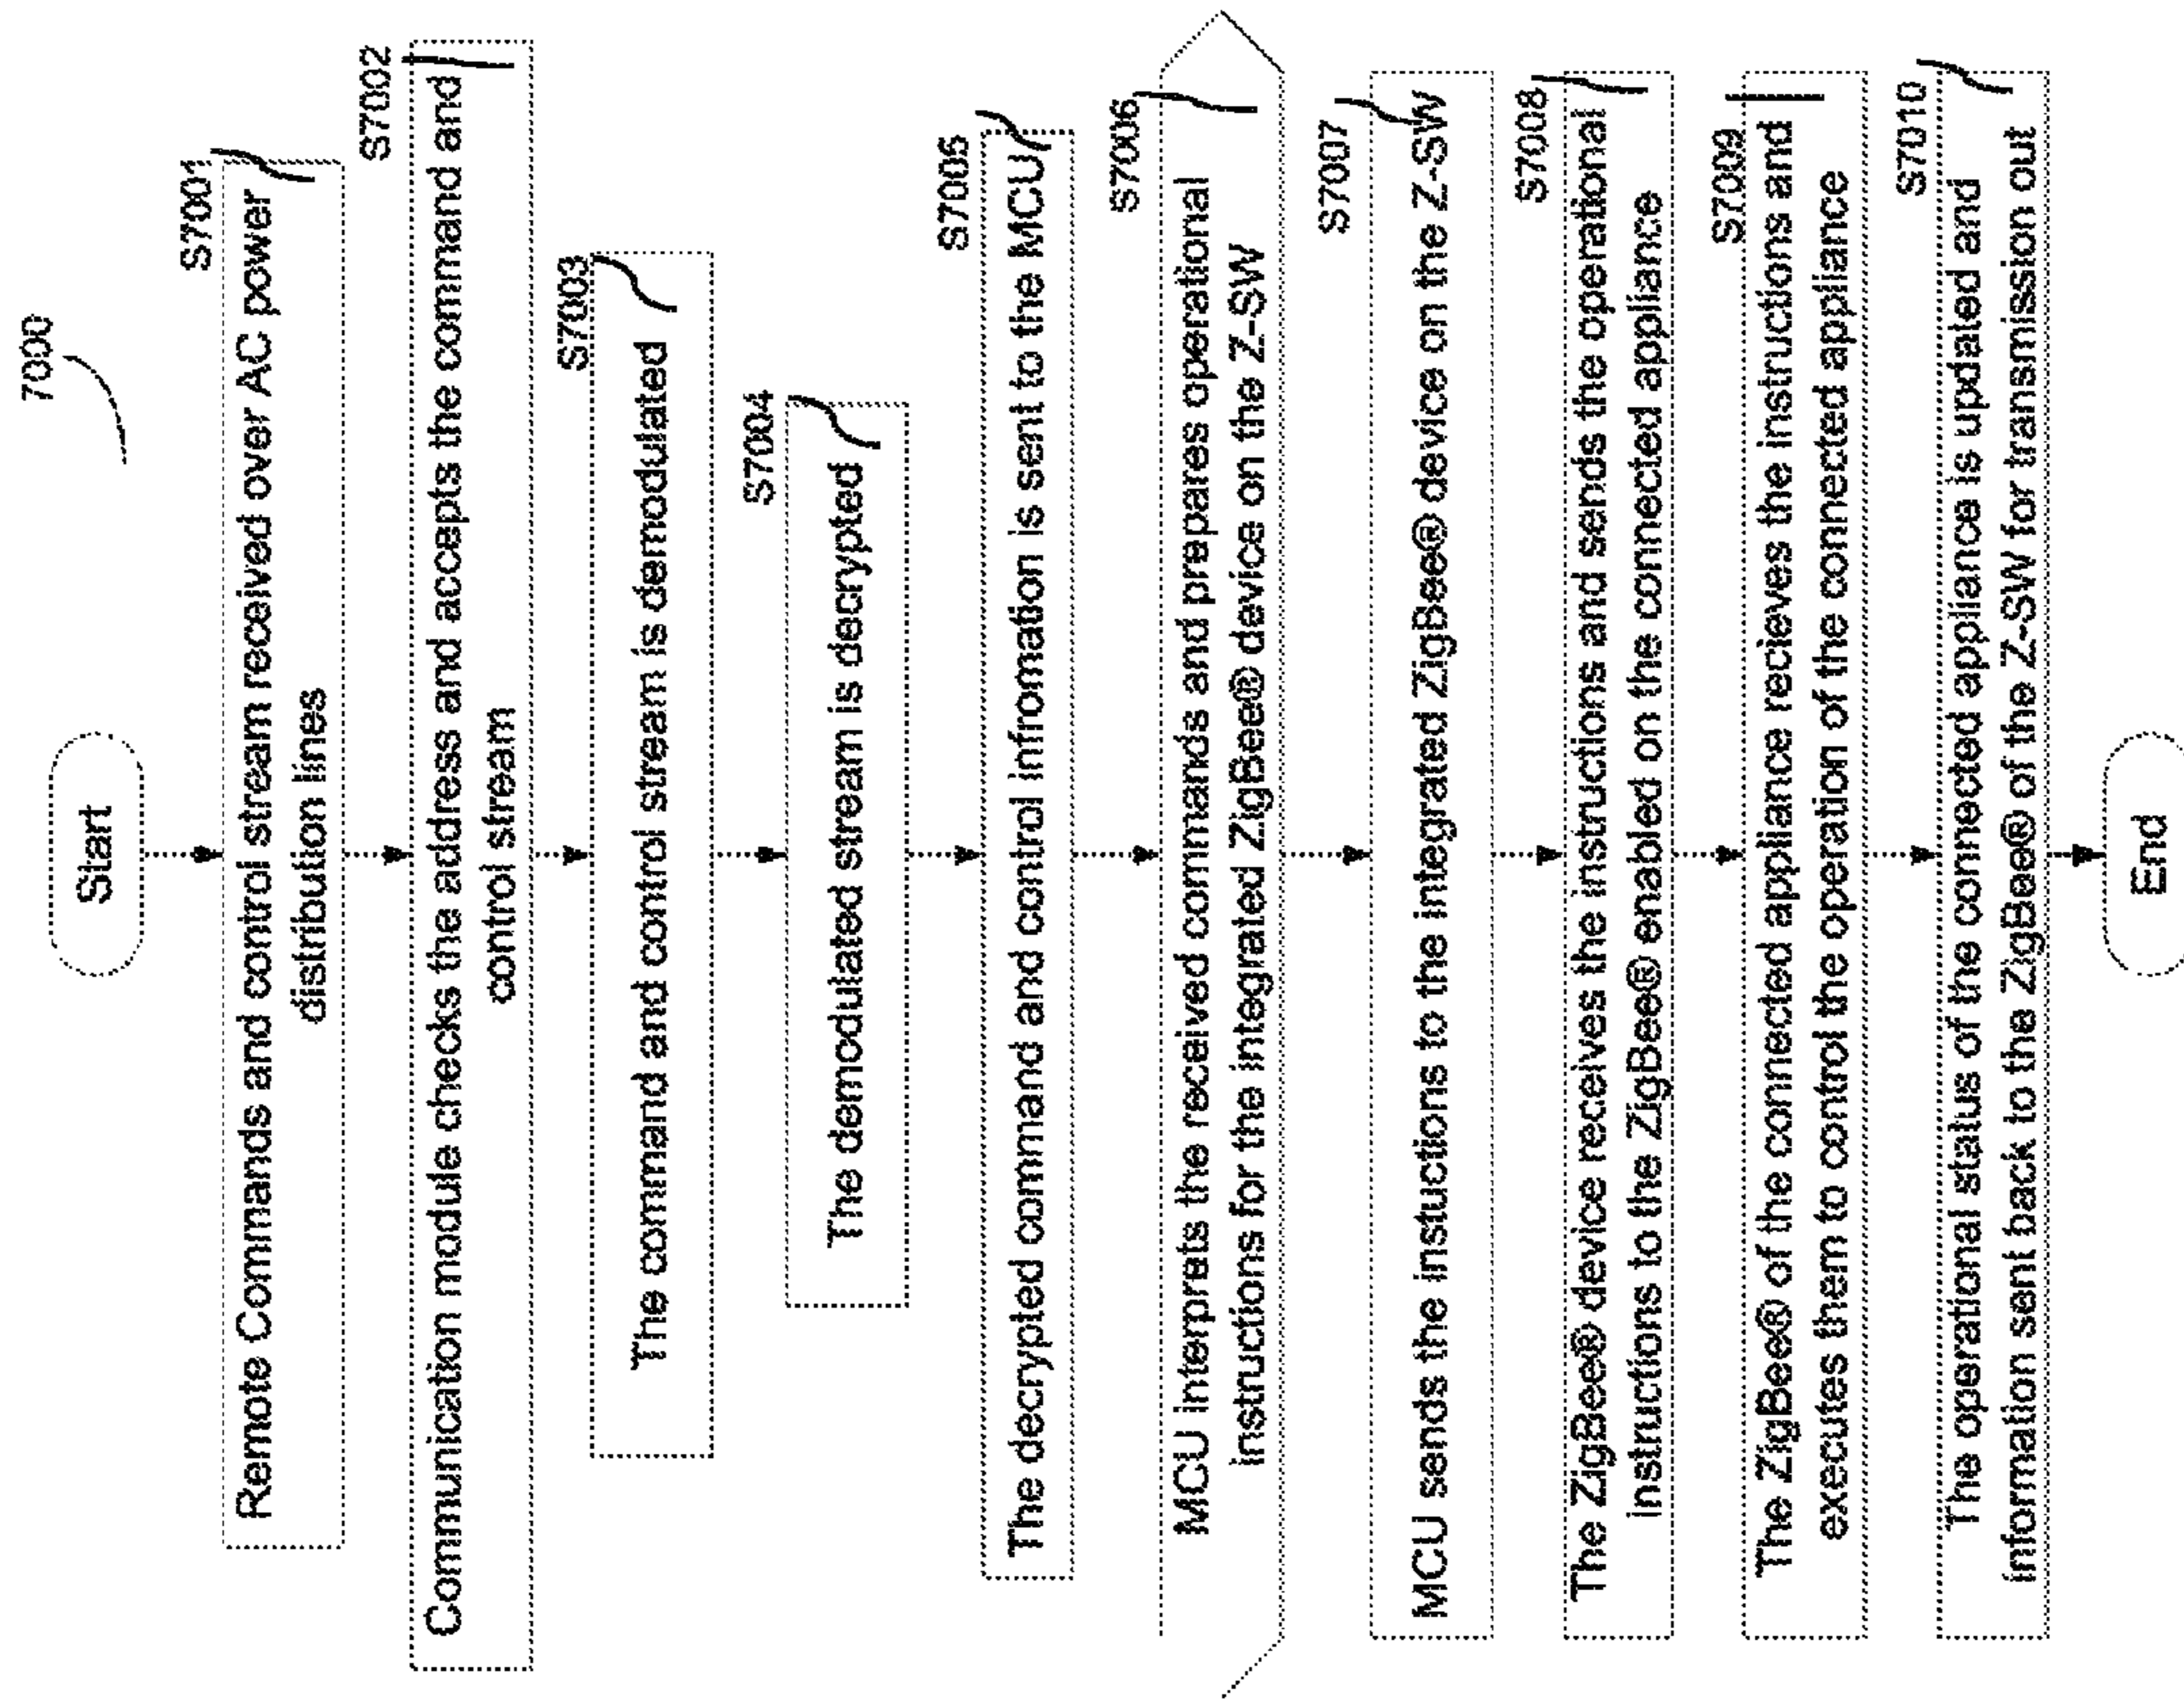 7000
Start
S7001
Remote Commands and control stream received over AC power
distribution lines
S7002
Communication module checks the address and accepts the command and
control stream
S7003
The command and control stream is demodulated
S7004
The demodulated stream is decrypted
S7005
The decrypted command and control infromation is sent to the MCU
S7006
MCU interprets the received commands and prepares operational
instructions for the integrated ZigBee® device on the Z-SW
S7007
MCU sends the instuctions to the integrated ZigBee® device on the Z-SW
S7008
The ZigBee® device receives the instructions and sends the operational
instructions to the ZigBee® enabled on the connected appliance
S7009
The ZigBee® of the connected appliance recieves the instructions and
executes them to control the operation of the connected appliance
S7010
The operational status of the connected appliance is updated and
information sent back to the ZigBee® of the Z-SW for transmission out
End